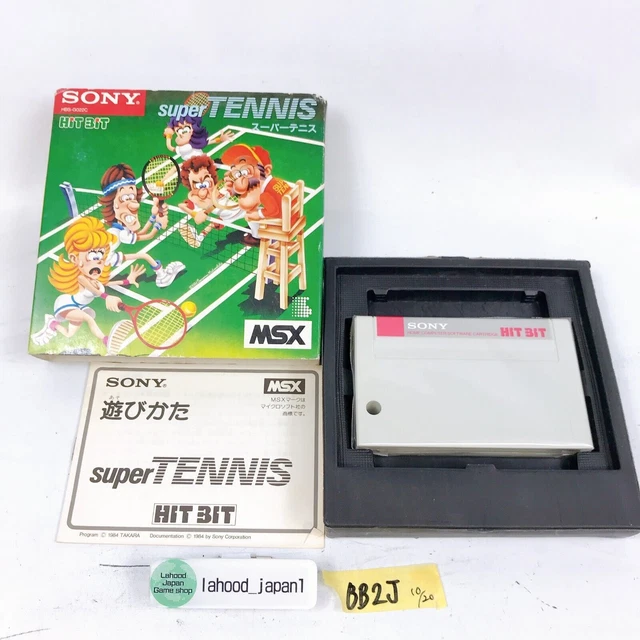 SONY®
HiT BiT
super TENNIS
スーパーテニス
MSX
SONY
HIT BIT
SONY®
MSX
MSXマークは
マイクロソフト社の
商標です。
あそ
遊びかた
super TENNIS
HIT BIT
Program © 1984 TAKARA Documentation © 1984 by Sony Corporation
Lahood
Japan
Game shop
lahood_japan1
BB2J 10/20